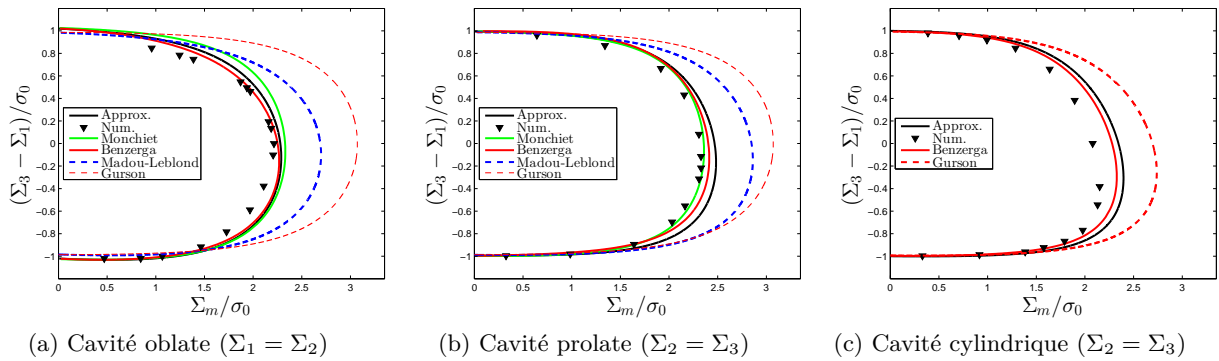 1
0.8
0.6
0.4
0.2
0
−0.2
−0.4
−0.6
−0.8
−1
(Σ₃ − Σ₁)/σ₀
Approx.
Num.
Monchiet
Benzerga
Madou-Leblond
Gurson
0 0.5 1 1.5 2 2.5 3
Σₘ/σ₀
(a) Cavité oblate (Σ₁ = Σ₂)
1
0.8
0.6
0.4
0.2
0
−0.2
−0.4
−0.6
−0.8
−1
(Σ₃ − Σ₁)/σ₀
Approx.
Num.
Monchiet
Benzerga
Madou-Leblond
Gurson
0 0.5 1 1.5 2 2.5 3
Σₘ/σ₀
(b) Cavité prolate (Σ₂ = Σ₃)
1
0.8
0.6
0.4
0.2
0
−0.2
−0.4
−0.6
−0.8
−1
(Σ₃ − Σ₁)/σ₀
Approx.
Num.
Benzerga
Gurson
0 0.5 1 1.5 2 2.5 3
Σₘ/σ₀
(c) Cavité cylindrique (Σ₂ = Σ₃)